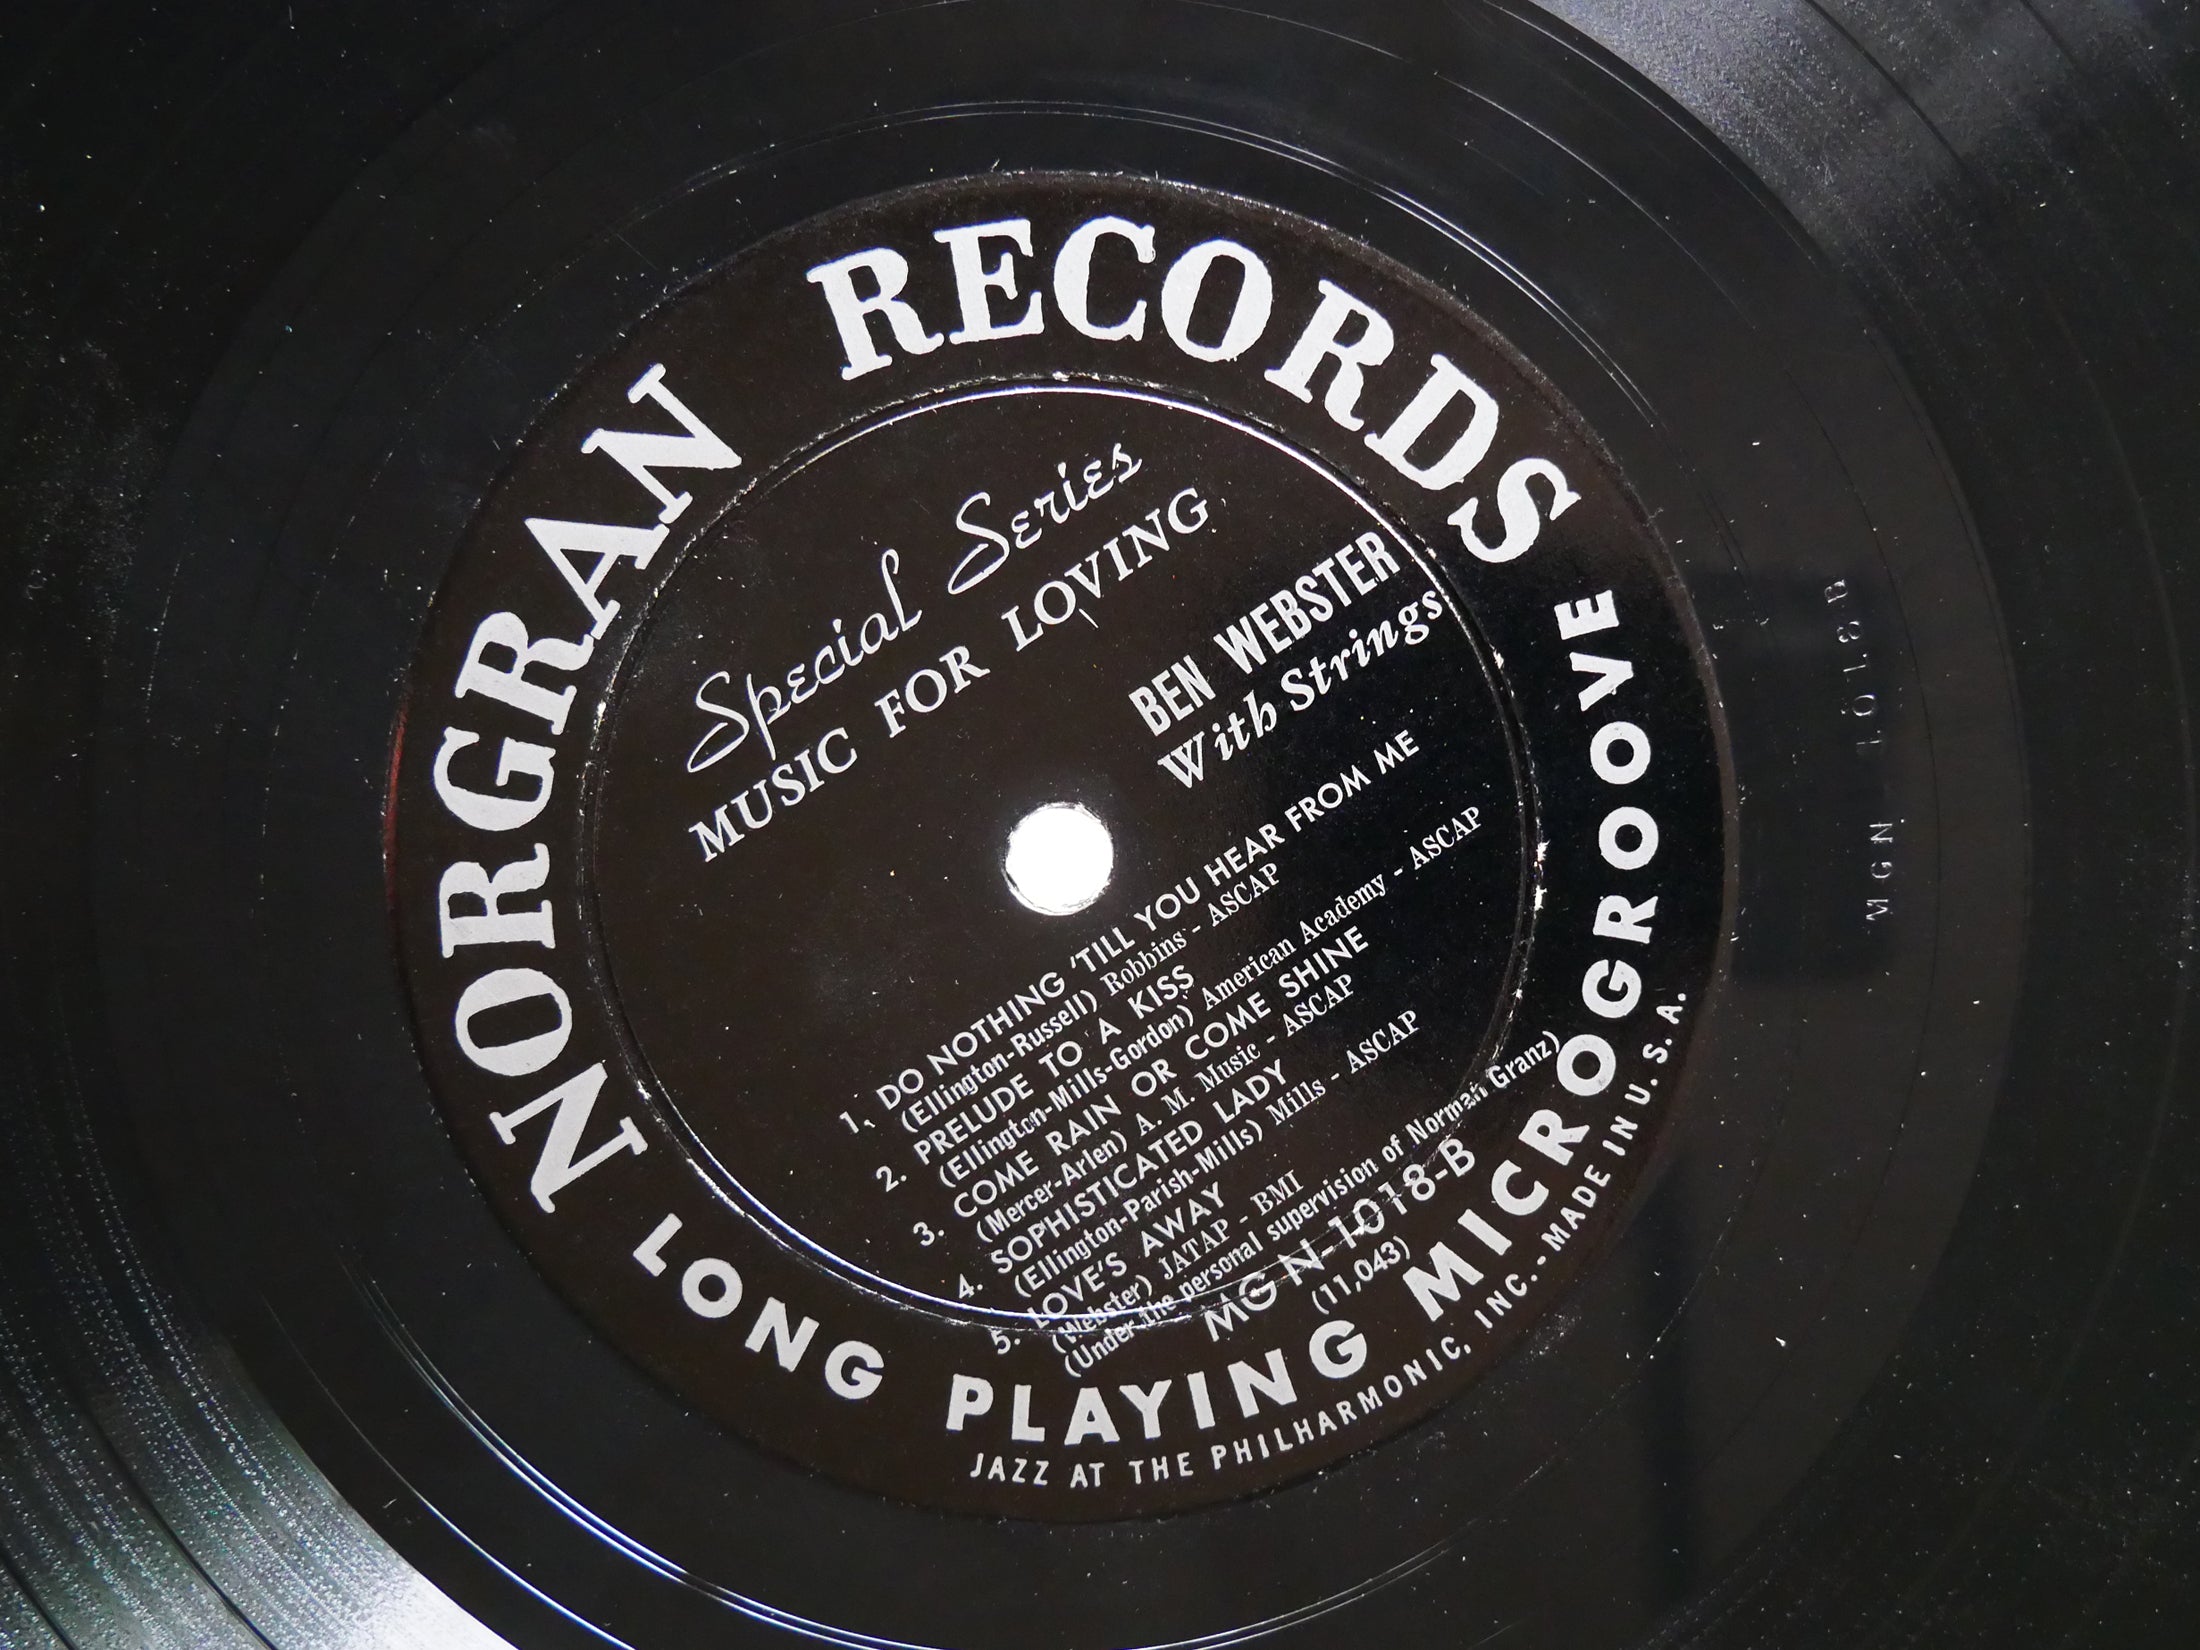 NORGRAN RECORDS
Special Series
MUSIC FOR LOVING
BEN WEBSTER
With Strings
1. DO NOTHING 'TILL YOU HEAR FROM ME
(Ellington-Russell) Robbins - ASCAP
2. PRELUDE TO A KISS
(Ellington-Mills-Gordon) American Academy - ASCAP
3. COME RAIN OR COME SHINE
(Mercer-Arlen) A. M. Music - ASCAP
4. SOPHISTICATED LADY
(Ellington-Parish-Mills) Mills - ASCAP
5. LOVE'S AWAY
(Webster) JATAP - BMI
(Under the personal supervision of Norman Granz)
MG N-1018-B
(11,043)
LONG PLAYING MICROGROOVE
JAZZ AT THE PHILHARMONIC, INC. - MADE IN U. S. A.
MGN 1018B